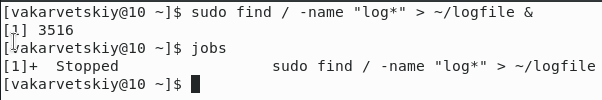 [vakarvetskiy@10 ~]$ sudo find / -name "log*" > ~/logfile &
[1] 3516
[vakarvetskiy@10 ~]$ jobs
[1]+  Stopped                 sudo find / -name "log*" > ~/logfile
[vakarvetskiy@10 ~]$